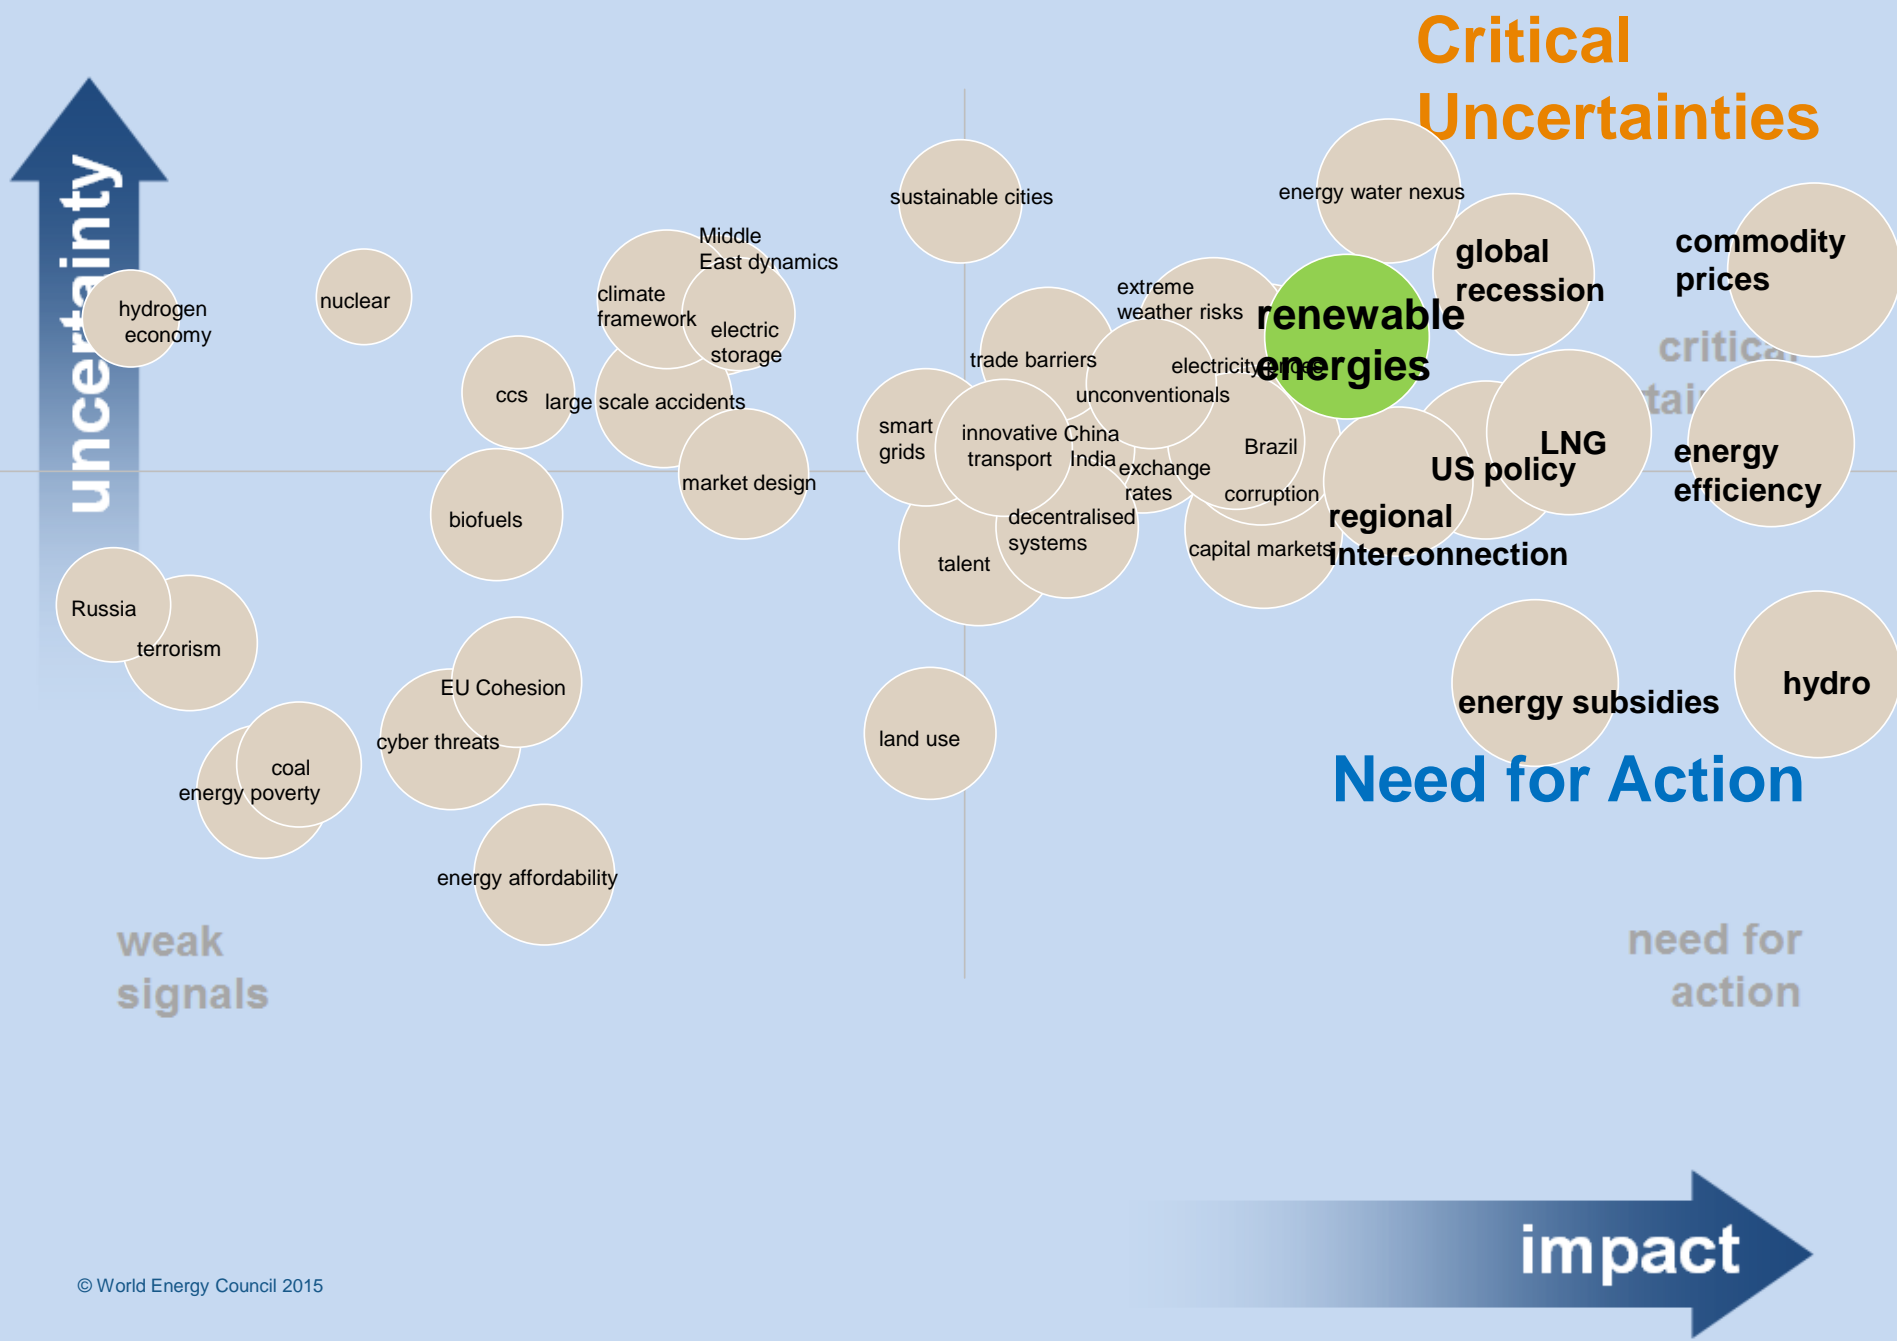 Critical
Uncertainties
uncertainty
sustainable cities
energy water nexus
Middle
East dynamics
global
recession
commodity
prices
hydrogen
economy
nuclear
climate
framework
electric
storage
extreme
weather risks
renewable
energies
critical
trade barriers
electricity prices
ccs
large scale accidents
unconventionals
smart
grids
innovative
transport
China
India
exchange
rates
Brazil
corruption
LNG
US policy
energy
efficiency
market design
biofuels
decentralised
systems
talent
capital markets
regional
interconnection
Russia
terrorism
EU Cohesion
cyber threats
land use
energy subsidies
hydro
coal
energy poverty
Need for Action
energy affordability
weak
signals
need for
action
impact
© World Energy Council 2015